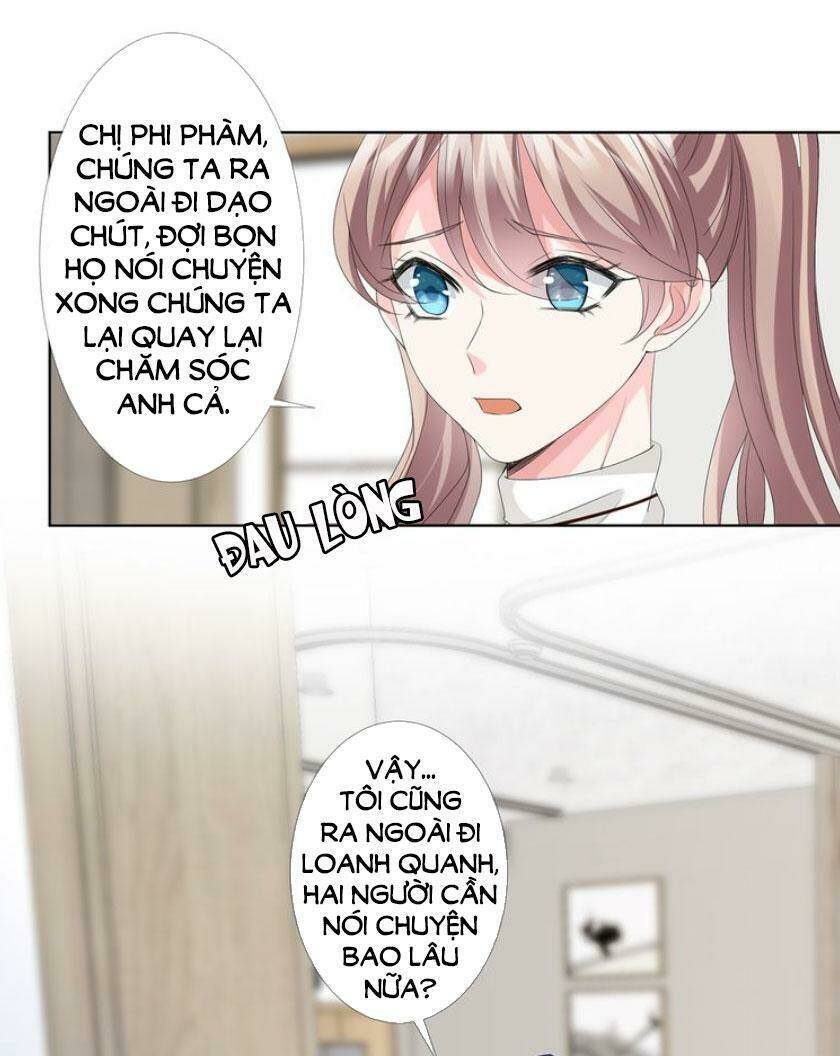 CHỊ PHI PHÀM,
CHÚNG TA RA
NGOÀI ĐI DẠO
CHÚT, ĐỢI BỌN
HỌ NÓI CHUYỆN
XONG CHÚNG TA
LẠI QUAY LẠI
CHĂM SÓC
ANH CẢ.
ĐAU LÒNG
VẬY...
TÔI CŨNG
RA NGOÀI ĐI
LOANH QUANH,
HAI NGƯỜI CẦN
NÓI CHUYỆN
BAO LÂU
NỮA?